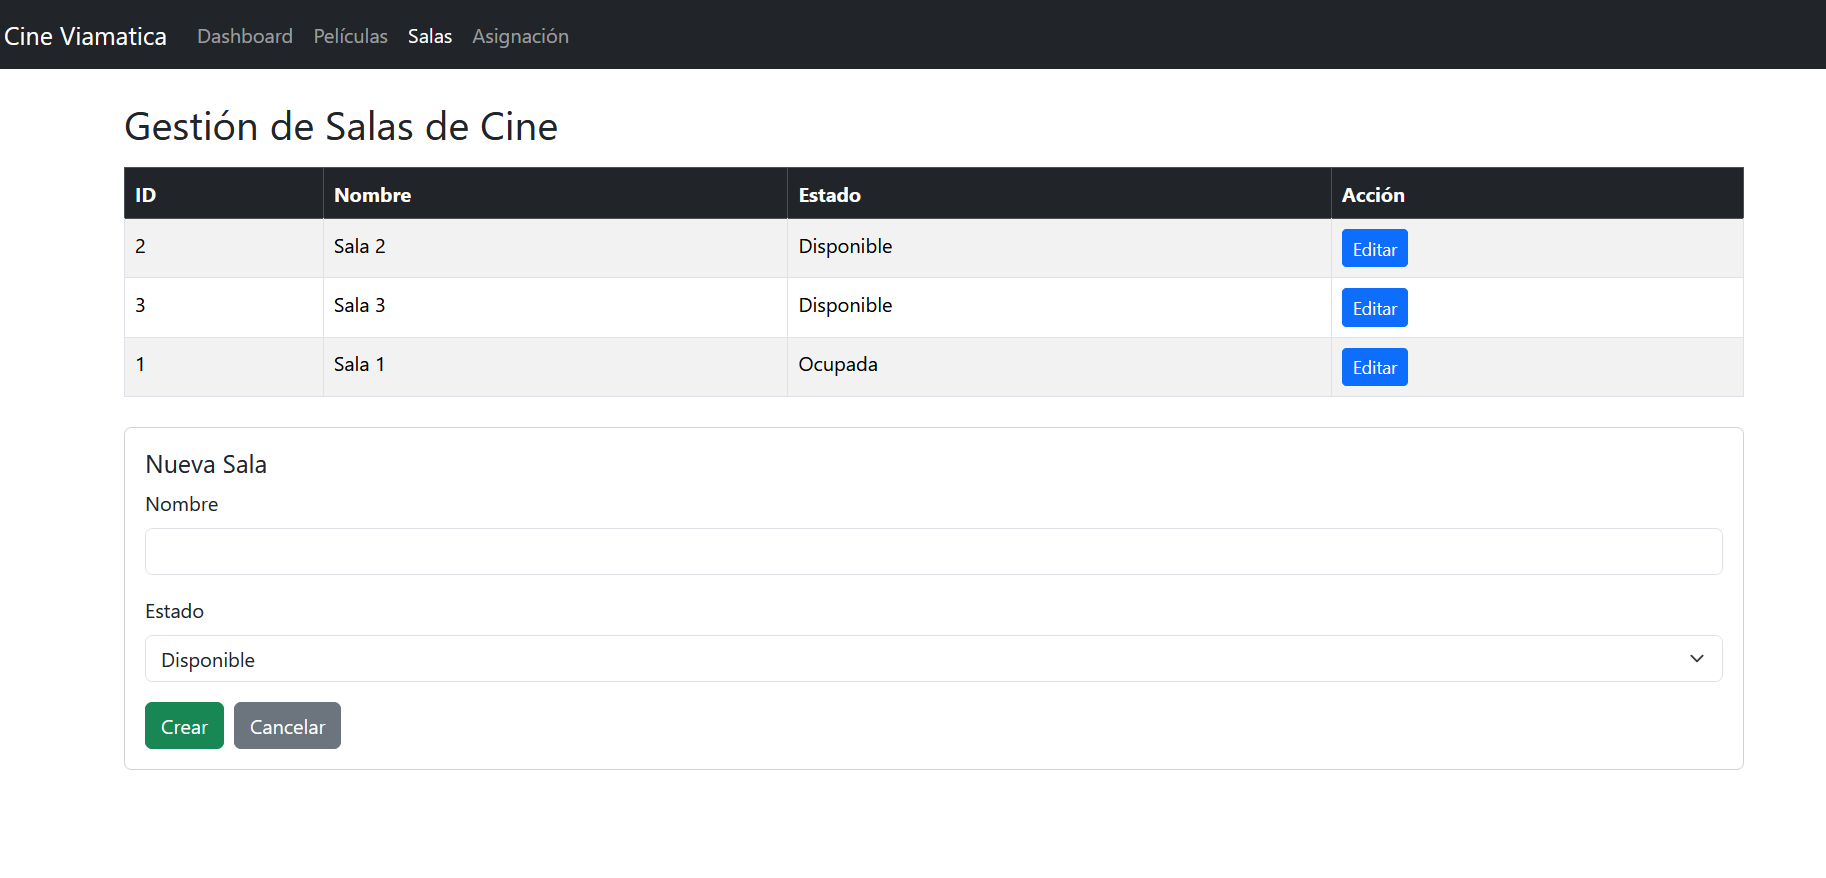 Cine Viamatica Dashboard Películas Salas Asignación
Gestión de Salas de Cine
ID Nombre Estado Acción
2 Sala 2 Disponible Editar
3 Sala 3 Disponible Editar
1 Sala 1 Ocupada Editar
Nueva Sala
Nombre
Estado
Disponible
Crear Cancelar